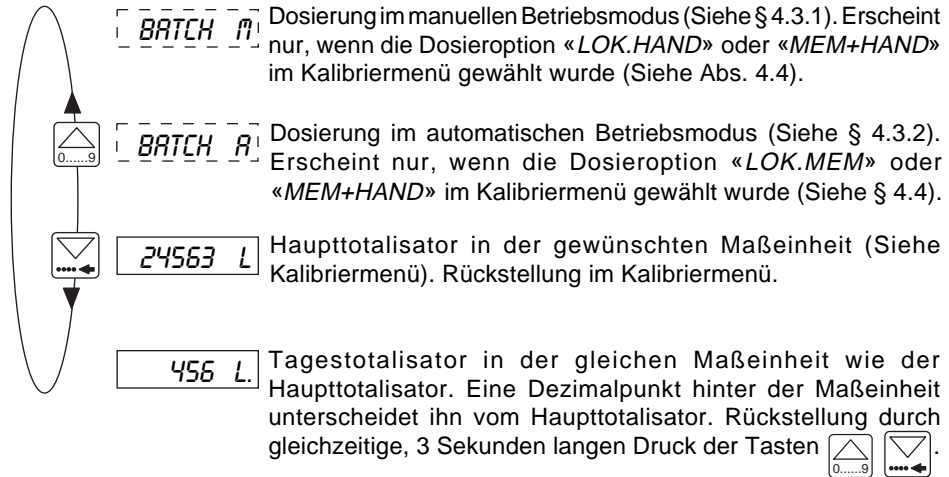 BATCH M
Dosierung im manuellen Betriebsmodus (Siehe § 4.3.1). Erscheint
nur, wenn die Dosieroption «LOK.HAND» oder «MEM+HAND»
im Kalibriermenü gewählt wurde (Siehe Abs. 4.4).
0......9
BATCH A
Dosierung im automatischen Betriebsmodus (Siehe § 4.3.2).
Erscheint nur, wenn die Dosieroption «LOK.MEM» oder
«MEM+HAND» im Kalibriermenü gewählt wurde (Siehe § 4.4).
24563 L
Haupttotalisator in der gewünschten Maßeinheit (Siehe
Kalibriermenü). Rückstellung im Kalibriermenü.
456 L.
Tagestotalisator in der gleichen Maßeinheit wie der
Haupttotalisator. Eine Dezimalpunkt hinter der Maßeinheit
unterscheidet ihn vom Haupttotalisator. Rückstellung durch
gleichzeitige, 3 Sekunden langen Druck der Tasten 0......9 .